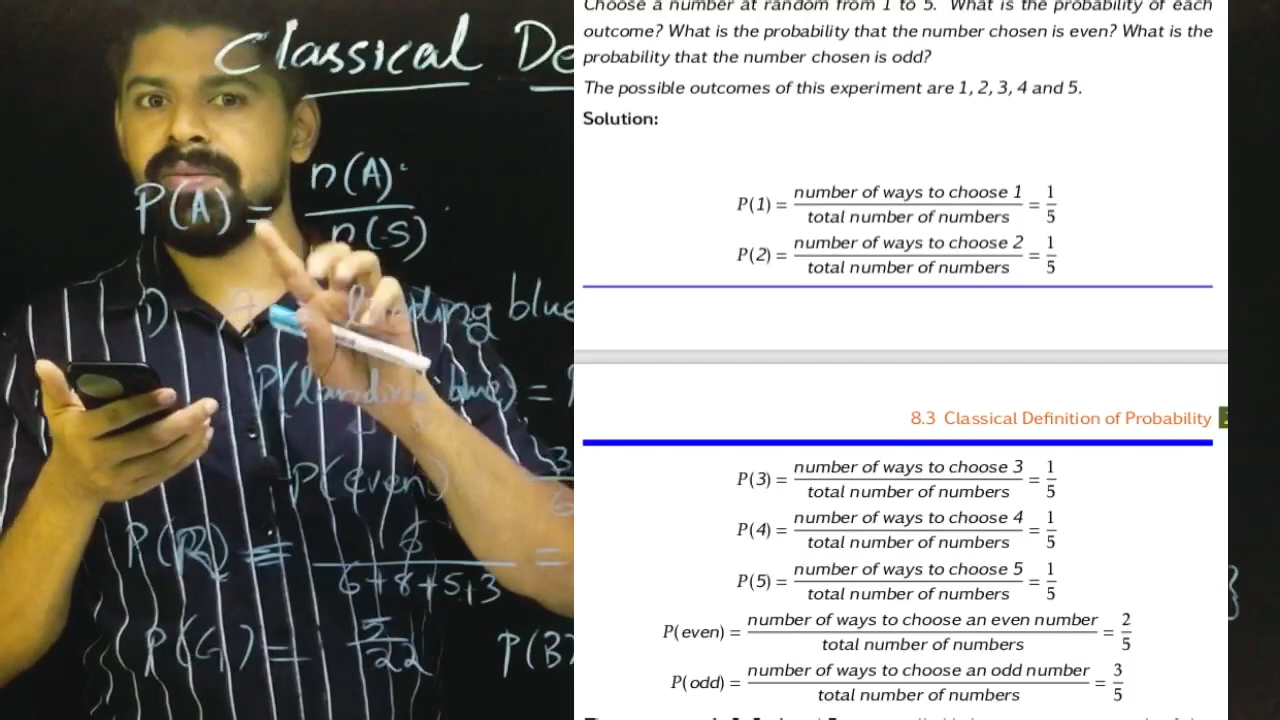 Classical De
P(A) = n(A) / n(S)
1) landing blue
P(landing blue) =
P(even) 3
P(R) = 6 / 6+8+5+3 =
P(G) = 5/22 P(B)
Choose a number at random from 1 to 5. What is the probability of each
outcome? What is the probability that the number chosen is even? What is the
probability that the number chosen is odd?
The possible outcomes of this experiment are 1, 2, 3, 4 and 5.
Solution:
P(1) = number of ways to choose 1 / total number of numbers = 1/5
P(2) = number of ways to choose 2 / total number of numbers = 1/5
8.3 Classical Definition of Probability
P(3) = number of ways to choose 3 / total number of numbers = 1/5
P(4) = number of ways to choose 4 / total number of numbers = 1/5
P(5) = number of ways to choose 5 / total number of numbers = 1/5
P(even) = number of ways to choose an even number / total number of numbers = 2/5
P(odd) = number of ways to choose an odd number / total number of numbers = 3/5